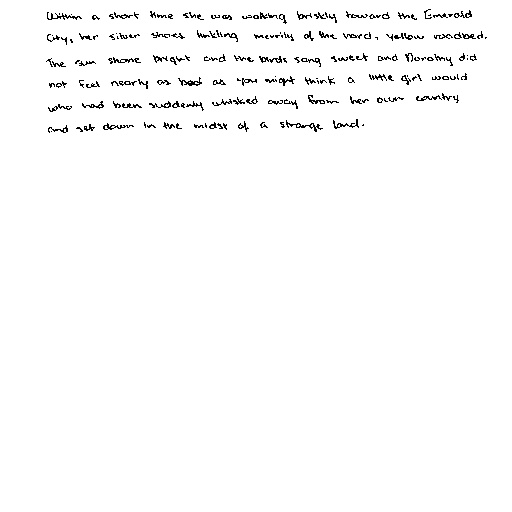 Within a short time she was walking briskly toward the Emerald
City, her silver shoes tinkling merrily of the hard, yellow roadbed.
The sun shone bright and the birds sang sweet and Dorothy did
not feel nearly as bad as you might think a little girl would
who had been suddenly whisked away from her own country
and set down in the midst of a strange land.